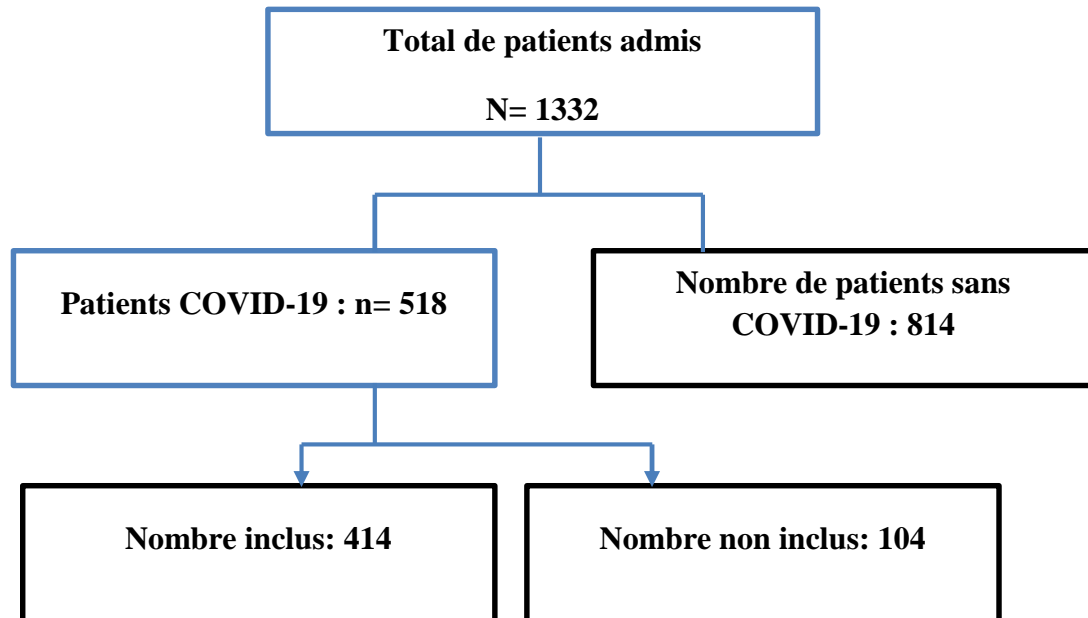 Total de patients admis
N= 1332
Patients COVID-19 : n= 518
Nombre de patients sans
COVID-19 : 814
Nombre inclus: 414
Nombre non inclus: 104